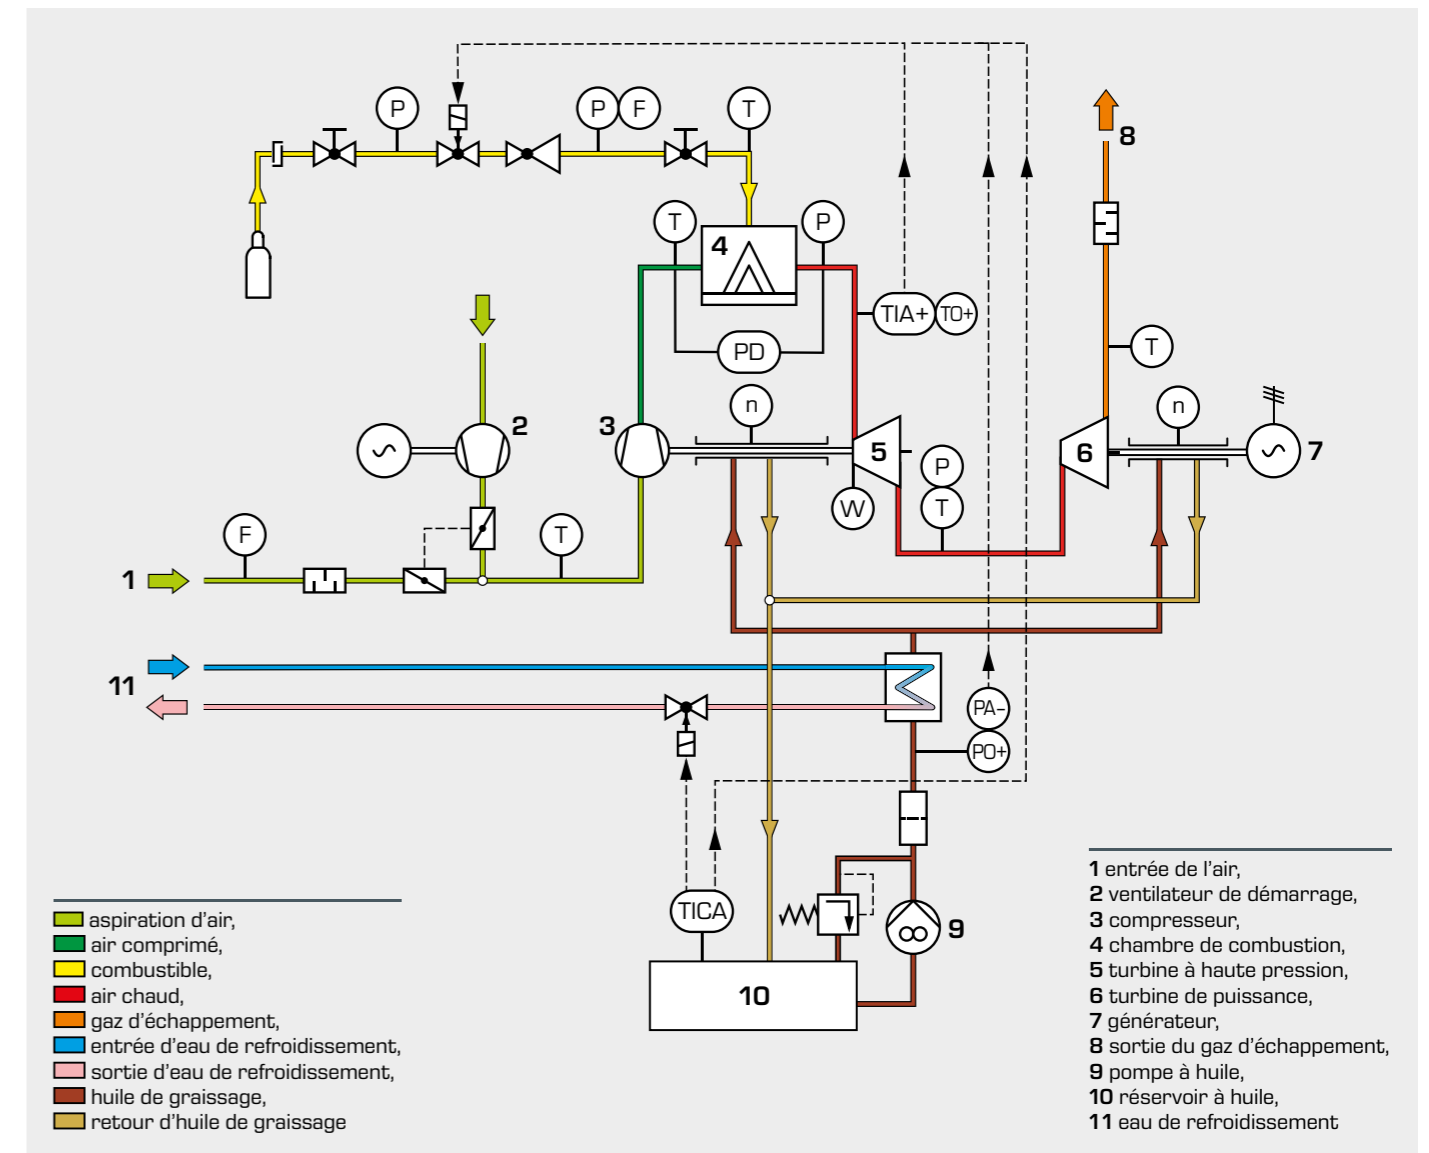 P
P F
T
8
T
4
P
TIA+ TO+
PD
T
2
3
n
5
6
n
7
P
T
W
F
T
1
11
PA-
PO+
TICA
9
10
aspiration d'air,
air comprimé,
combustible,
air chaud,
gaz d'échappement,
entrée d'eau de refroidissement,
sortie d'eau de refroidissement,
huile de graissage,
retour d'huile de graissage
1 entrée de l'air,
2 ventilateur de démarrage,
3 compresseur,
4 chambre de combustion,
5 turbine à haute pression,
6 turbine de puissance,
7 générateur,
8 sortie du gaz d'échappement,
9 pompe à huile,
10 réservoir à huile,
11 eau de refroidissement